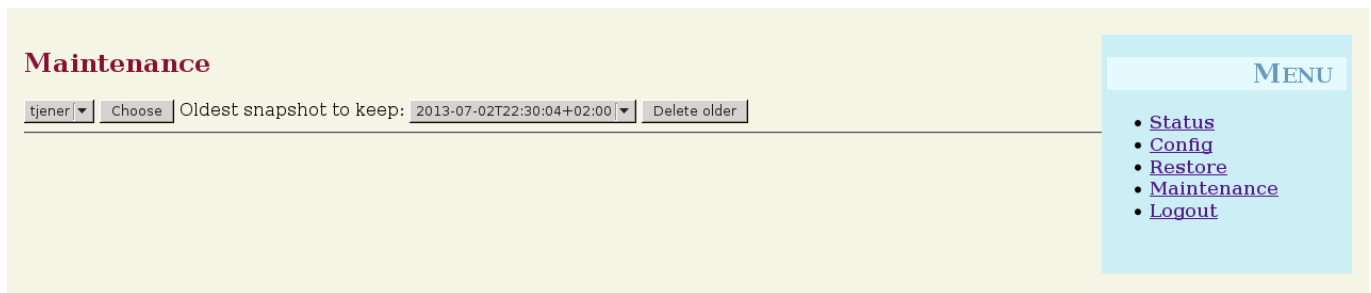 Maintenance
tjener Choose Oldest snapshot to keep: 2013-07-02T22:30:04+02:00 Delete older
MENU
Status
Config
Restore
Maintenance
Logout